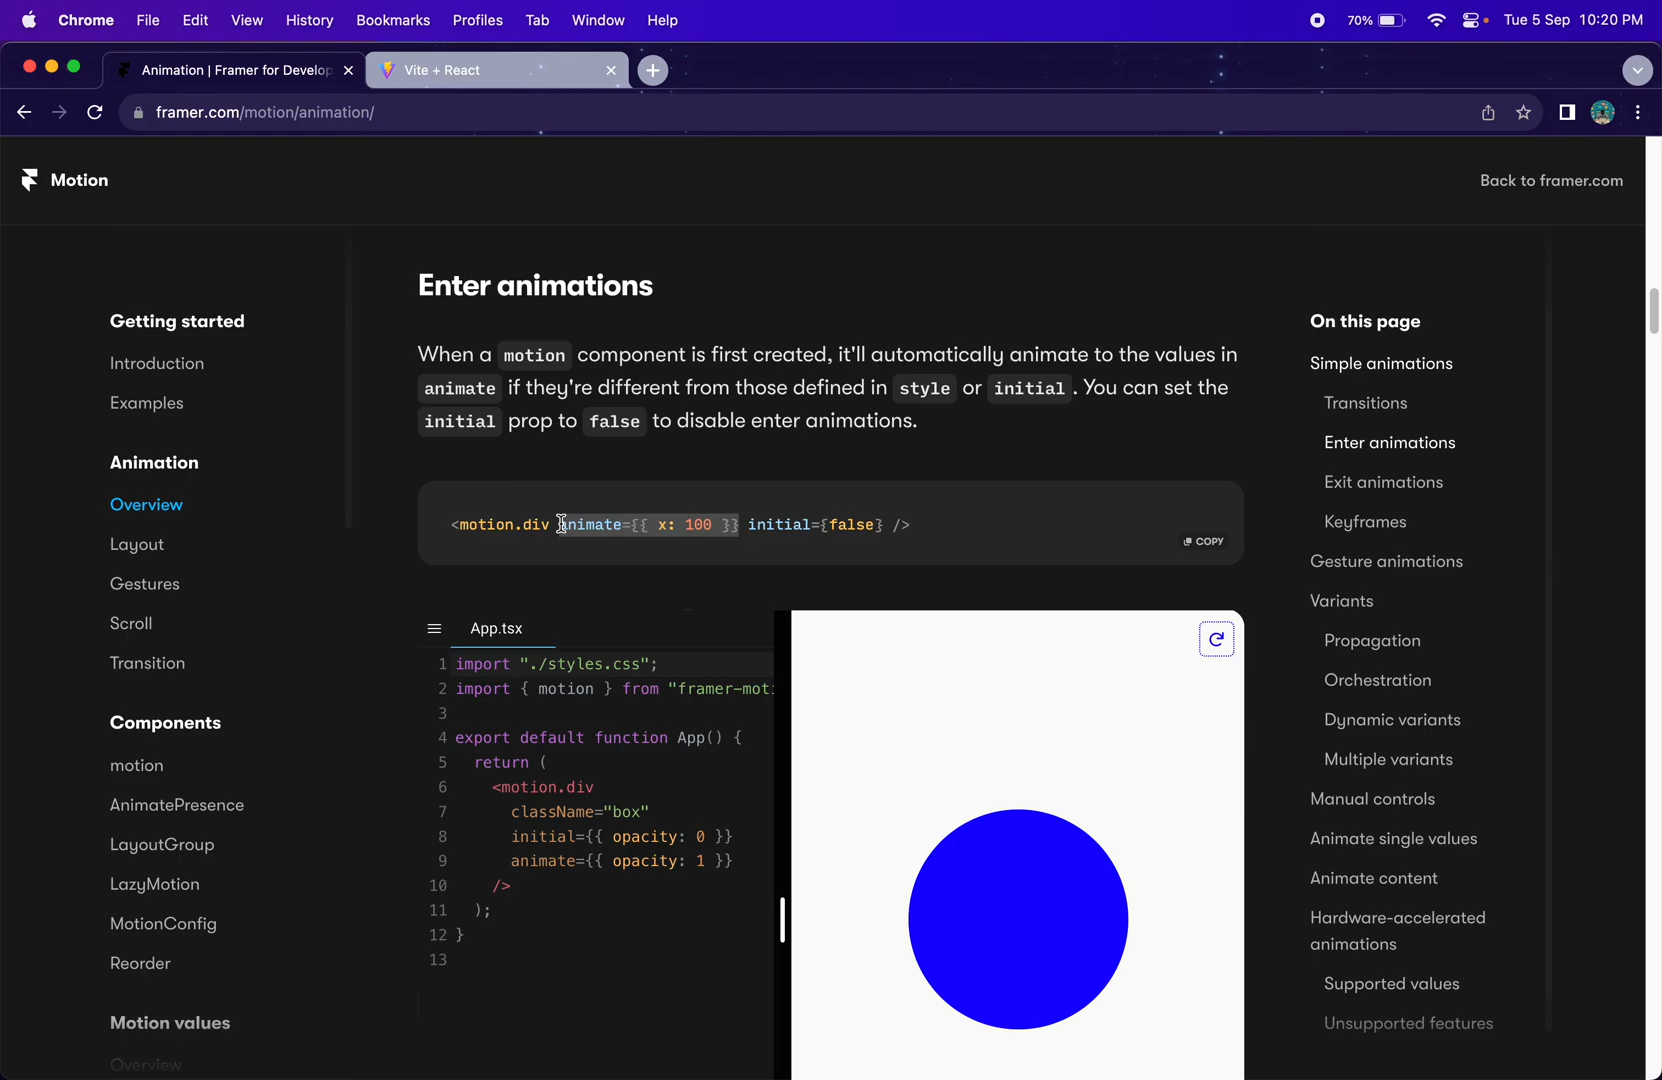 Chrome File Edit View History Bookmarks Profiles Tab Window Help 70% Tue 5 Sep 10:20 PM
Animation | Framer for Develop Vite + React
framer.com/motion/animation/
Motion
Back to framer.com
Getting started
Introduction
Examples
Animation
Overview
Layout
Gestures
Scroll
Transition
Components
motion
AnimatePresence
LayoutGroup
LazyMotion
MotionConfig
Reorder
Motion values
Overview
Enter animations
When a motion component is first created, it'll automatically animate to the values in
animate if they're different from those defined in style or initial. You can set the
initial prop to false to disable enter animations.
<motion.div animate={{ x: 100 }} initial={false} />
COPY
App.tsx
1 import "./styles.css";
2 import { motion } from "framer-moti
3
4 export default function App() {
5 return (
6 <motion.div
7 className="box"
8 initial={{ opacity: 0 }}
9 animate={{ opacity: 1 }}
10 />
11 );
12 }
13
On this page
Simple animations
Transitions
Enter animations
Exit animations
Keyframes
Gesture animations
Variants
Propagation
Orchestration
Dynamic variants
Multiple variants
Manual controls
Animate single values
Animate content
Hardware-accelerated
animations
Supported values
Unsupported features